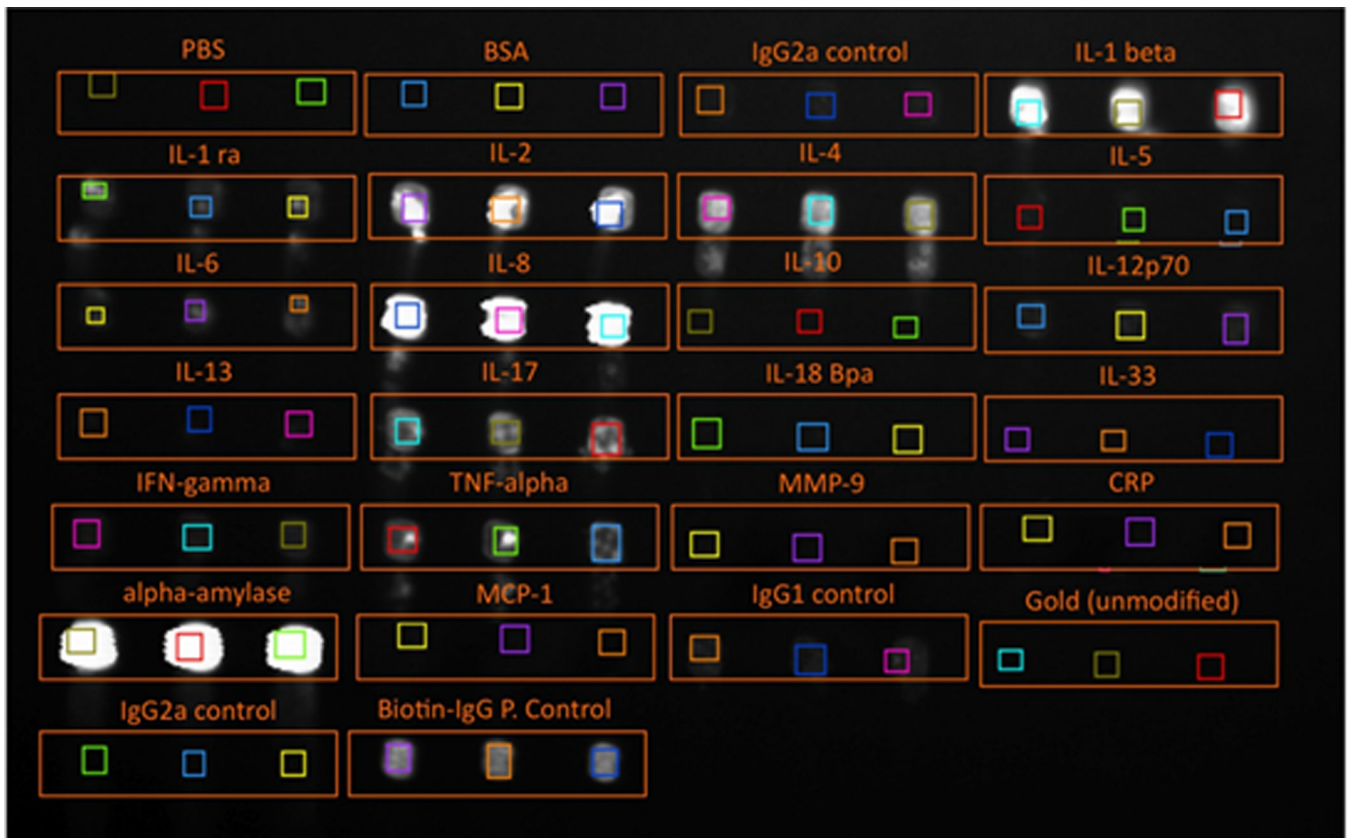 PBS BSA IgG2a control IL-1 beta
IL-1 ra IL-2 IL-4 IL-5
IL-6 IL-8 IL-10 IL-12p70
IL-13 IL-17 IL-18 Bpa IL-33
IFN-gamma TNF-alpha MMP-9 CRP
alpha-amylase MCP-1 IgG1 control Gold (unmodified)
IgG2a control Biotin-IgG P. Control